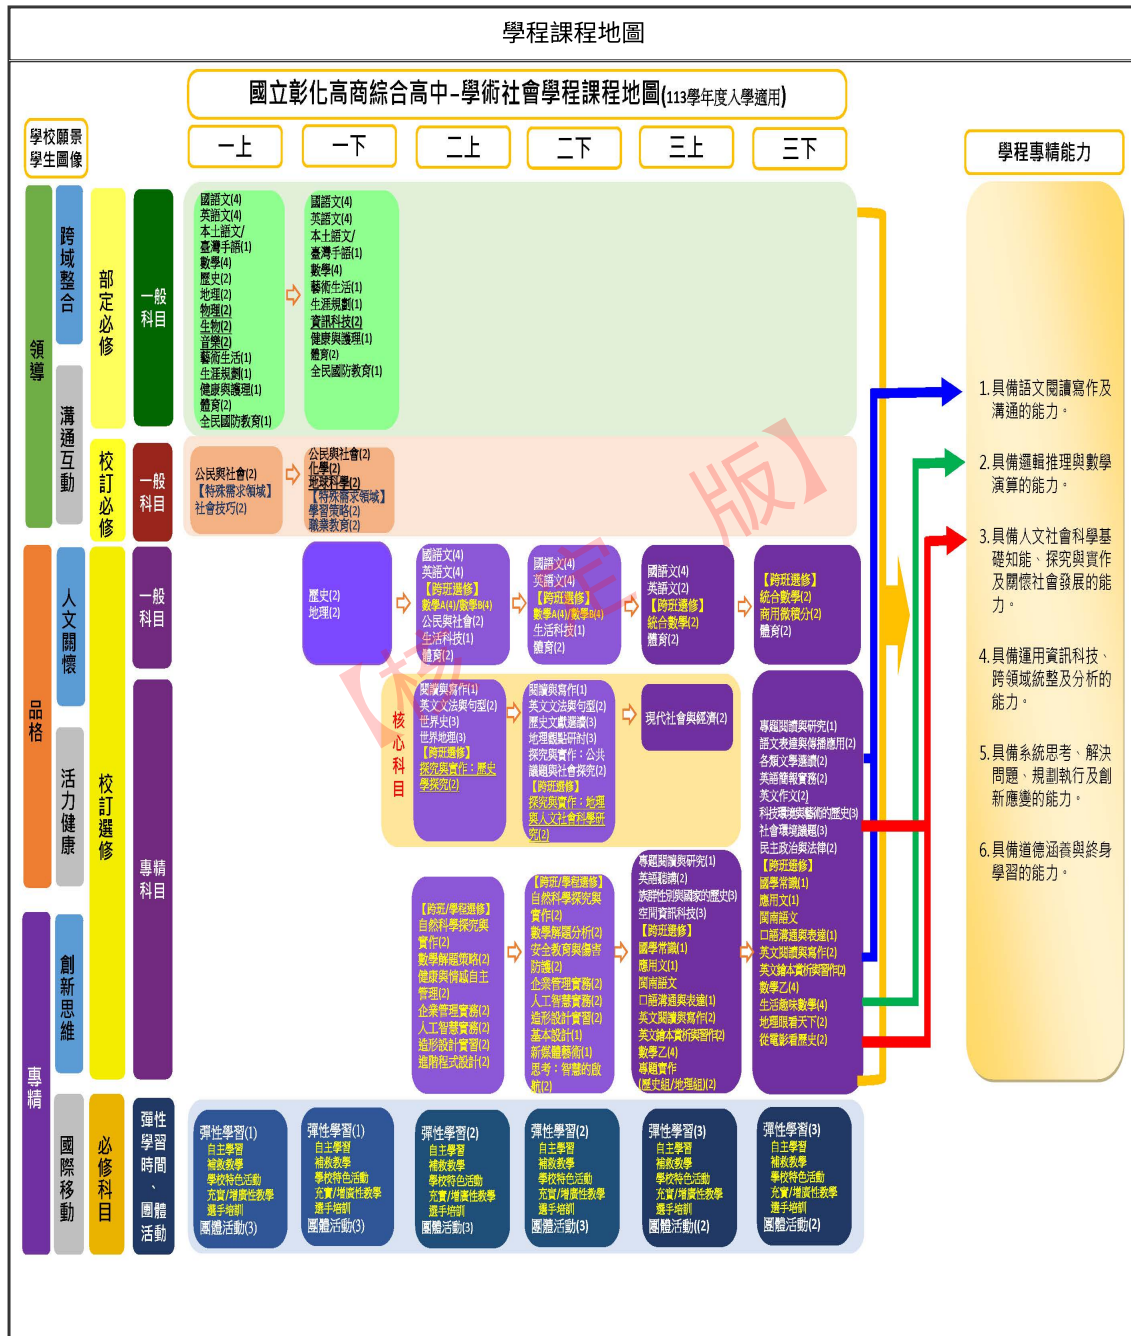 學程課程地圖
國立彰化高商綜合高中–學術社會學程課程地圖(113學年度入學適用)
學校願景
學生圖像
一上
一下
二上
二下
三上
三下
學程專精能力
領導
品格
專精
跨域整合
溝通互動
人文關懷
活力健康
創新思維
國際移動
部定必修
校訂必修
校訂選修
必修科目
一般
科目
一般
科目
一般
科目
專精
科目
彈性
學習
時間
、
團體
活動
國語文(4)
英語文(4)
本土語文/
臺灣手語(1)
數學(4)
歷史(2)
地理(2)
物理(2)
生物(2)
音樂(2)
藝術生活(1)
生涯規劃(1)
健康與護理(1)
體育(2)
全民國防教育(1)
國語文(4)
英語文(4)
本土語文/
臺灣手語(1)
數學(4)
藝術生活(1)
生涯規劃(1)
資訊科技(2)
健康與護理(1)
體育(2)
全民國防教育(1)
公民與社會(2)
【特殊需求領域】
社會技巧(2)
公民與社會(2)
化學(2)
地球科學(2)
【特殊需求領域】
學習策略(2)
職業教育(2)
歷史(2)
地理(2)
國語文(4)
英語文(4)
【跨班選修】
數學A(4)/數學B(4)
公民與社會(2)
生活科技(1)
體育(2)
國語文(4)
英語文(4)
【跨班選修】
數學A(4)/數學B(4)
生活科技(1)
體育(2)
國語文(4)
英語文(2)
【跨班選修】
統合數學(2)
體育(2)
【跨班選修】
統合數學(2)
商用微積分(2)
體育(2)
核心科目
閱讀與寫作(1)
英文文法與句型(2)
世界史(3)
世界地理(3)
【跨班選修】
探究與實作：歷史
學探究(2)
閱讀與寫作(1)
英文文法與句型(2)
歷史文獻選讀(3)
地理觀點研討(3)
探究與實作：公共
議題與社會探究(2)
【跨班選修】
探究與實作：地理
與人文社會科學研
究(2)
現代社會與經濟(2)
專題閱讀與研究(1)
語文表達與傳播應用(2)
各類文學選讀(2)
英語簡報實務(2)
英文作文(2)
科技環境與藝術的歷史(3)
社會環境議題(3)
民主政治與法律(2)
【跨班選修】
國學常識(1)
應用文(1)
閩南語文
口語溝通與表達(1)
英文閱讀與寫作(2)
英文繪本賞析與習作(2)
數學乙(4)
生活趣味數學(4)
地理眼看天下(2)
從電影看歷史(2)
【跨班/學程選修】
自然科學探究與
實作(2)
數學解題策略(2)
健康與情感自主
管理(2)
企業管理實務(2)
人工智慧實務(2)
造形設計實習(2)
進階程式設計(2)
【跨班/學程選修】
自然科學探究與
實作(2)
數學解題分析(2)
安全教育與傷害
防護(2)
企業管理實務(2)
人工智慧實務(2)
造形設計實習(2)
基本設計(1)
新媒體藝術(1)
思考：智慧的啟
航(2)
專題閱讀與研究(1)
英語聽講(2)
族群性別與國家的歷史(3)
空間資訊科技(3)
【跨班選修】
國學常識(1)
應用文(1)
閩南語文
口語溝通與表達(1)
英文閱讀與寫作(2)
英文繪本賞析與習作(2)
數學乙(4)
專題實作
(歷史組/地理組)(2)
彈性學習(1)
自主學習
補救教學
學校特色活動
充實/增廣性教學
選手培訓
團體活動(3)
彈性學習(1)
自主學習
補救教學
學校特色活動
充實/增廣性教學
選手培訓
團體活動(3)
彈性學習(2)
自主學習
補救教學
學校特色活動
充實/增廣性教學
選手培訓
團體活動(3)
彈性學習(2)
自主學習
補救教學
學校特色活動
充實/增廣性教學
選手培訓
團體活動(3)
彈性學習(3)
自主學習
補救教學
學校特色活動
充實/增廣性教學
選手培訓
團體活動((2)
彈性學習(3)
自主學習
補救教學
學校特色活動
充實/增廣性教學
選手培訓
團體活動(2)
1.具備語文閱讀寫作及
溝通的能力。
2.具備邏輯推理與數學
演算的能力。
3.具備人文社會科學基
礎知能、探究與實作
及關懷社會發展的能
力。
4.具備運用資訊科技、
跨領域統整及分析的
能力。
5.具備系統思考、解決
問題、規劃執行及創
新應變的能力。
6.具備道德涵養與終身
學習的能力。
【核定版】